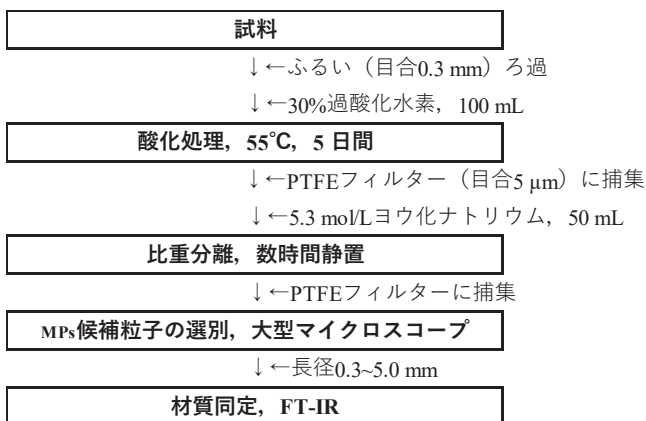 試料
↓←ふるい（目合0.3 mm）ろ過
↓←30%過酸化水素，100 mL
酸化処理，55℃，5 日間
↓←PTFEフィルター（目合5 μm）に捕集
↓←5.3 mol/Lヨウ化ナトリウム，50 mL
比重分離，数時間静置
↓←PTFEフィルターに捕集
MPs候補粒子の選別，大型マイクロスコープ
↓←長径0.3~5.0 mm
材質同定，FT-IR